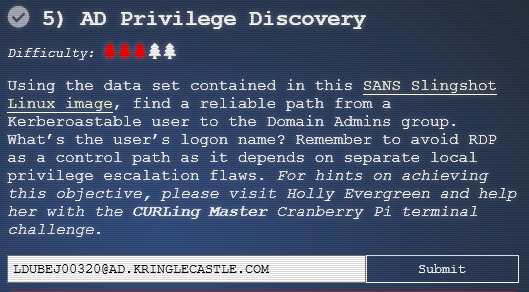 5) AD Privilege Discovery
Difficulty:
Using the data set contained in this SANS Slingshot
Linux image, find a reliable path from a
Kerberoastable user to the Domain Admins group.
What's the user's logon name? Remember to avoid RDP
as a control path as it depends on separate local
privilege escalation flaws. For hints on achieving
this objective, please visit Holly Evergreen and help
her with the CURLing Master Cranberry Pi terminal
challenge.
LDUBEJ00320@AD.KRINGLECASTLE.COM Submit